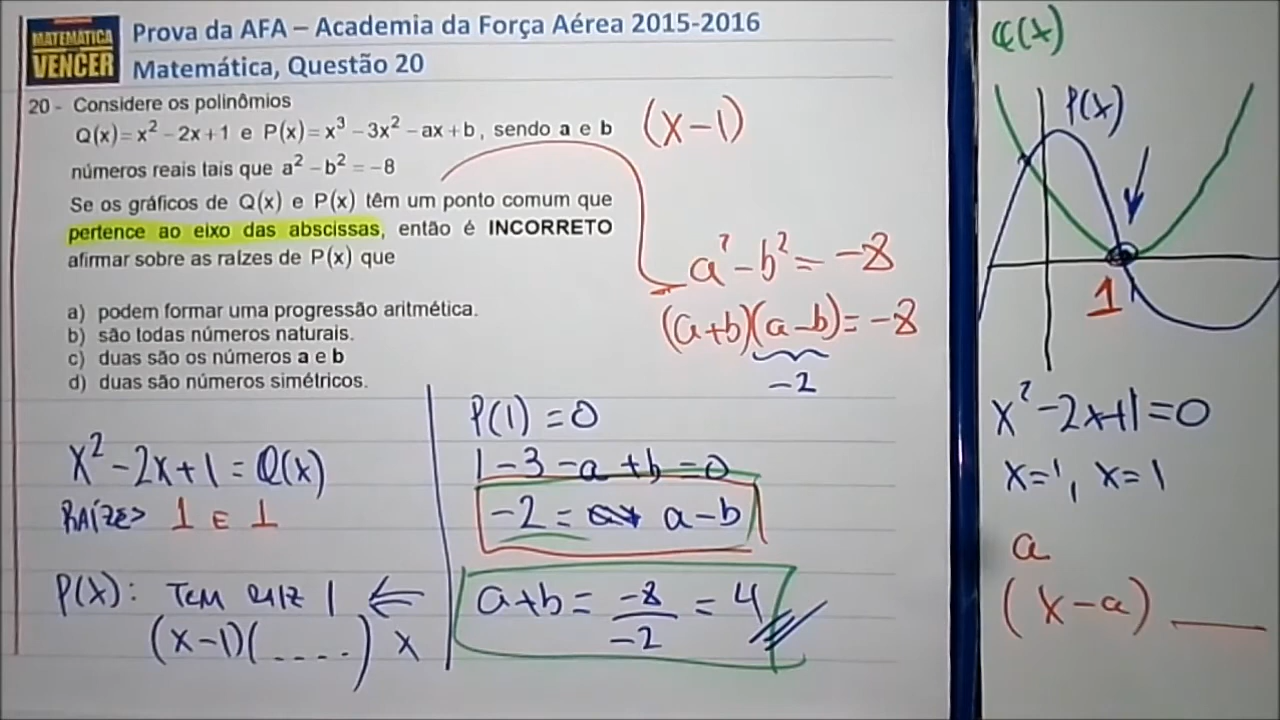 MATEMÁTICA
VENCER
Prova da AFA – Academia da Força Aérea 2015-2016
Matemática, Questão 20
20 - Considere os polinômios
Q(x) = x² − 2x + 1 e P(x) = x³ − 3x² − ax + b, sendo a e b
números reais tais que a² − b² = −8
Se os gráficos de Q(x) e P(x) têm um ponto comum que
pertence ao eixo das abscissas, então é INCORRETO
afirmar sobre as raízes de P(x) que
a) podem formar uma progressão aritmética.
b) são todas números naturais.
c) duas são os números a e b
d) duas são números simétricos.
(x−1)
a² − b² = −8
(a+b)(a−b) = −8
−2
x² − 2x + 1 = Q(x)
RAÍZES 1 E 1
P(x): TEM RAIZ 1 ⇐
(x−1)(....) x
P(1) = 0
1 − 3 − a + b = 0
−2 = a − b
a + b = −8/−2 = 4
Q(x)
P(x)
1
x² − 2x + 1 = 0
x = 1, x = 1
a
(x − a) ___